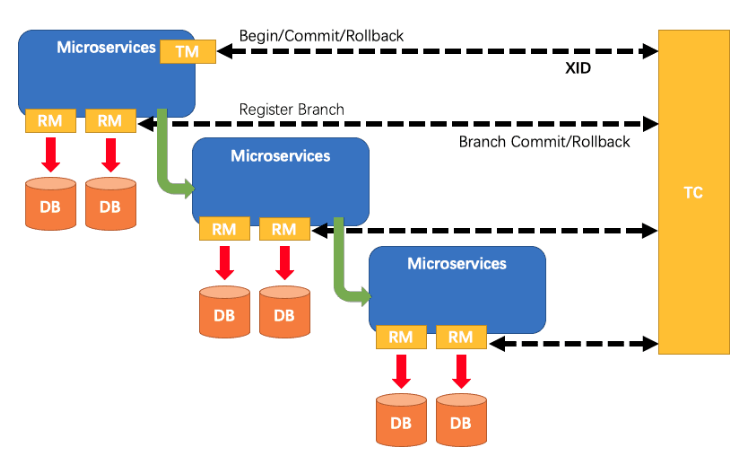 Microservices
TM
Begin/Commit/Rollback
XID
RM
RM
Register Branch
Branch Commit/Rollback
DB
DB
Microservices
TC
RM
RM
DB
DB
Microservices
RM
RM
DB
DB